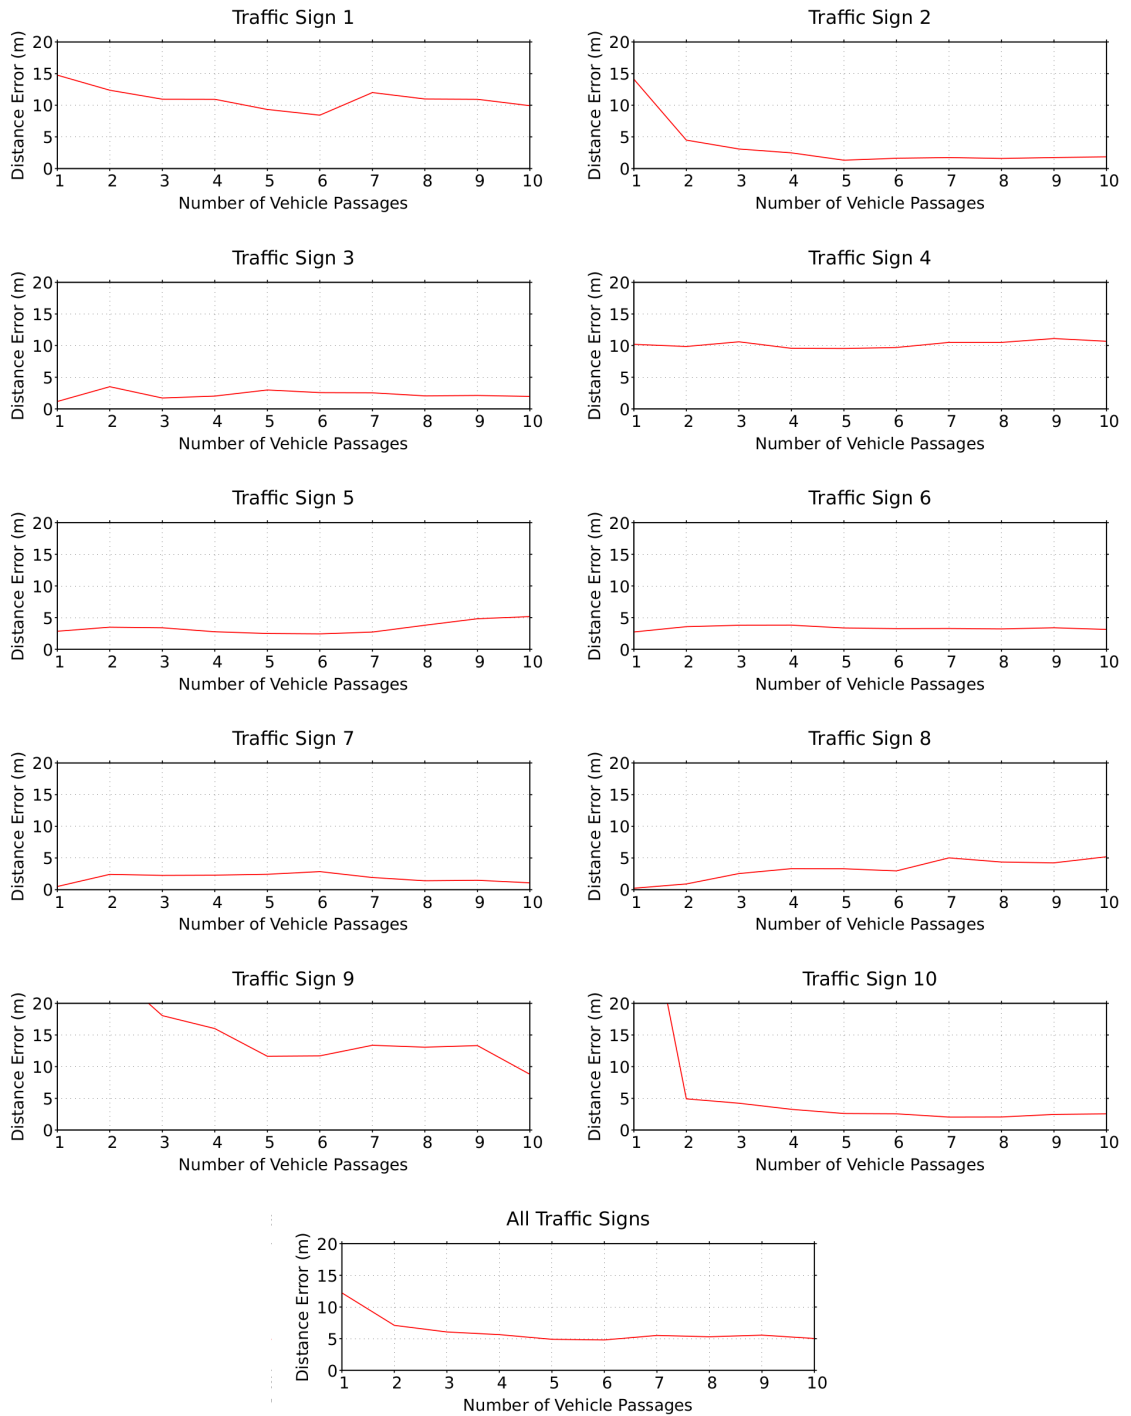 Traffic Sign 1
Distance Error (m)
20
15
10
5
0
1 2 3 4 5 6 7 8 9 10
Number of Vehicle Passages
Traffic Sign 2
Distance Error (m)
20
15
10
5
0
1 2 3 4 5 6 7 8 9 10
Number of Vehicle Passages
Traffic Sign 3
Distance Error (m)
20
15
10
5
0
1 2 3 4 5 6 7 8 9 10
Number of Vehicle Passages
Traffic Sign 4
Distance Error (m)
20
15
10
5
0
1 2 3 4 5 6 7 8 9 10
Number of Vehicle Passages
Traffic Sign 5
Distance Error (m)
20
15
10
5
0
1 2 3 4 5 6 7 8 9 10
Number of Vehicle Passages
Traffic Sign 6
Distance Error (m)
20
15
10
5
0
1 2 3 4 5 6 7 8 9 10
Number of Vehicle Passages
Traffic Sign 7
Distance Error (m)
20
15
10
5
0
1 2 3 4 5 6 7 8 9 10
Number of Vehicle Passages
Traffic Sign 8
Distance Error (m)
20
15
10
5
0
1 2 3 4 5 6 7 8 9 10
Number of Vehicle Passages
Traffic Sign 9
Distance Error (m)
20
15
10
5
0
1 2 3 4 5 6 7 8 9 10
Number of Vehicle Passages
Traffic Sign 10
Distance Error (m)
20
15
10
5
0
1 2 3 4 5 6 7 8 9 10
Number of Vehicle Passages
All Traffic Signs
Distance Error (m)
20
15
10
5
0
1 2 3 4 5 6 7 8 9 10
Number of Vehicle Passages